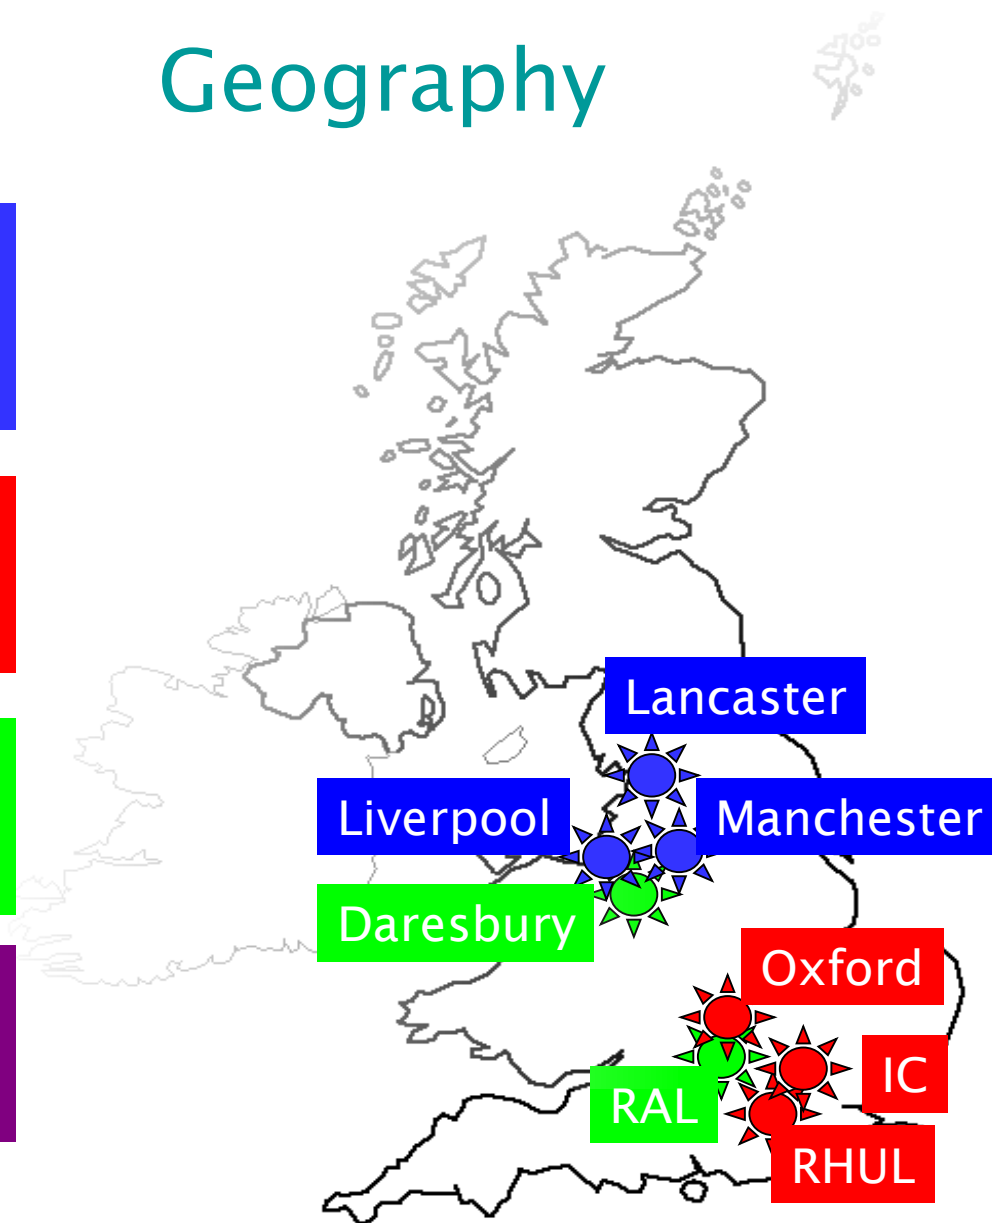 Geography
Lancaster
Liverpool
Manchester
Daresbury
Oxford
IC
RAL
RHUL